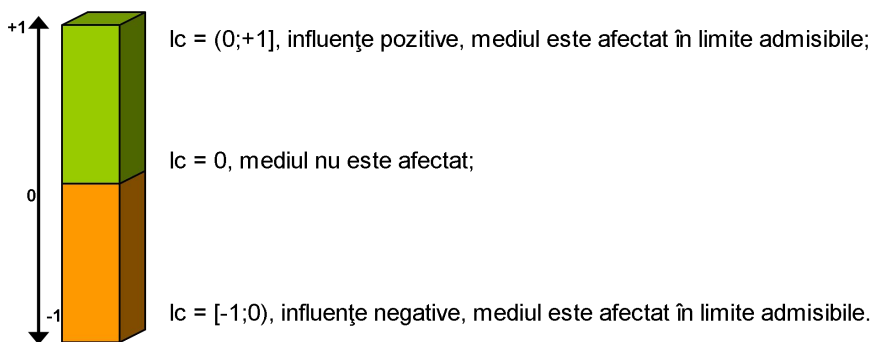 +1
Ic = (0;+1], influenţe pozitive, mediul este afectat în limite admisibile;
Ic = 0, mediul nu este afectat;
0
-1
Ic = [-1;0), influenţe negative, mediul este afectat în limite admisibile.